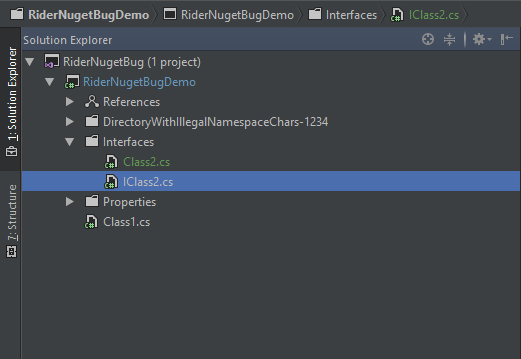 RiderNugetBugDemo RiderNugetBugDemo Interfaces IClass2.cs
Solution Explorer
1: Solution Explorer
7: Structure
RiderNugetBug (1 project)
RiderNugetBugDemo
References
DirectoryWithIllegalNamespaceChars-1234
Interfaces
Class2.cs
IClass2.cs
Properties
Class1.cs